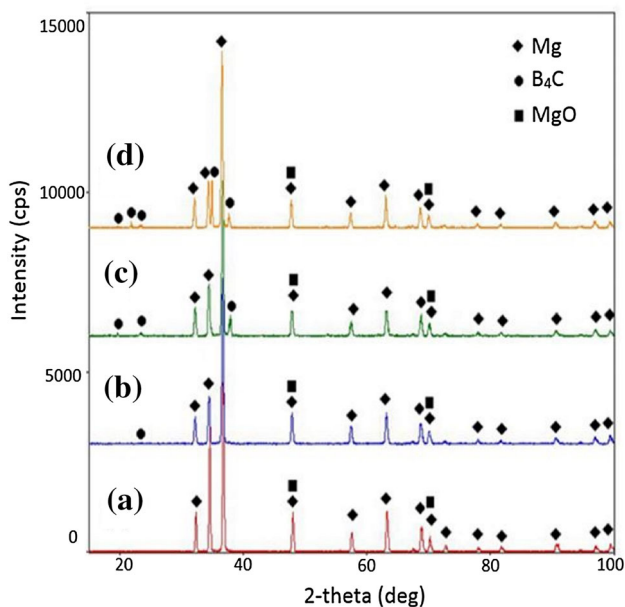 15000
Mg
B₄C
MgO
(d)
10000
Intensity (cps)
(c)
5000
(b)
(a)
0
20 40 60 80 100
2-theta (deg)